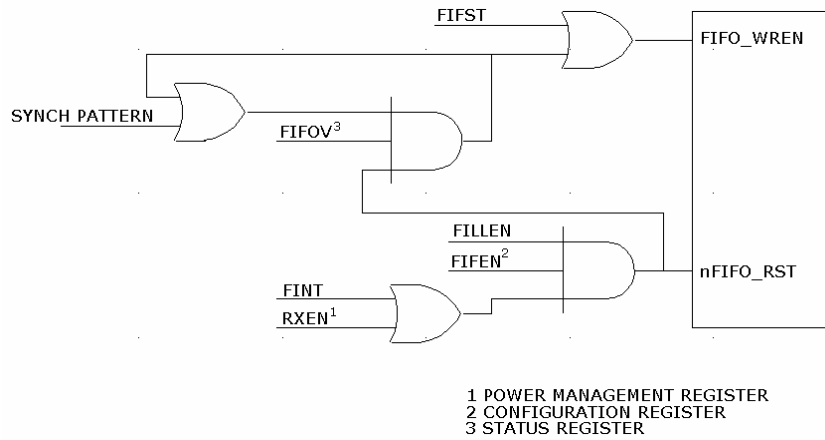 FIFST
FIFO_WREN
SYNCH PATTERN
FIFOV3
FILLEN
FIFEN2
nFIFO_RST
FINT
RXEN1
1 POWER MANAGEMENT REGISTER
2 CONFIGURATION REGISTER
3 STATUS REGISTER